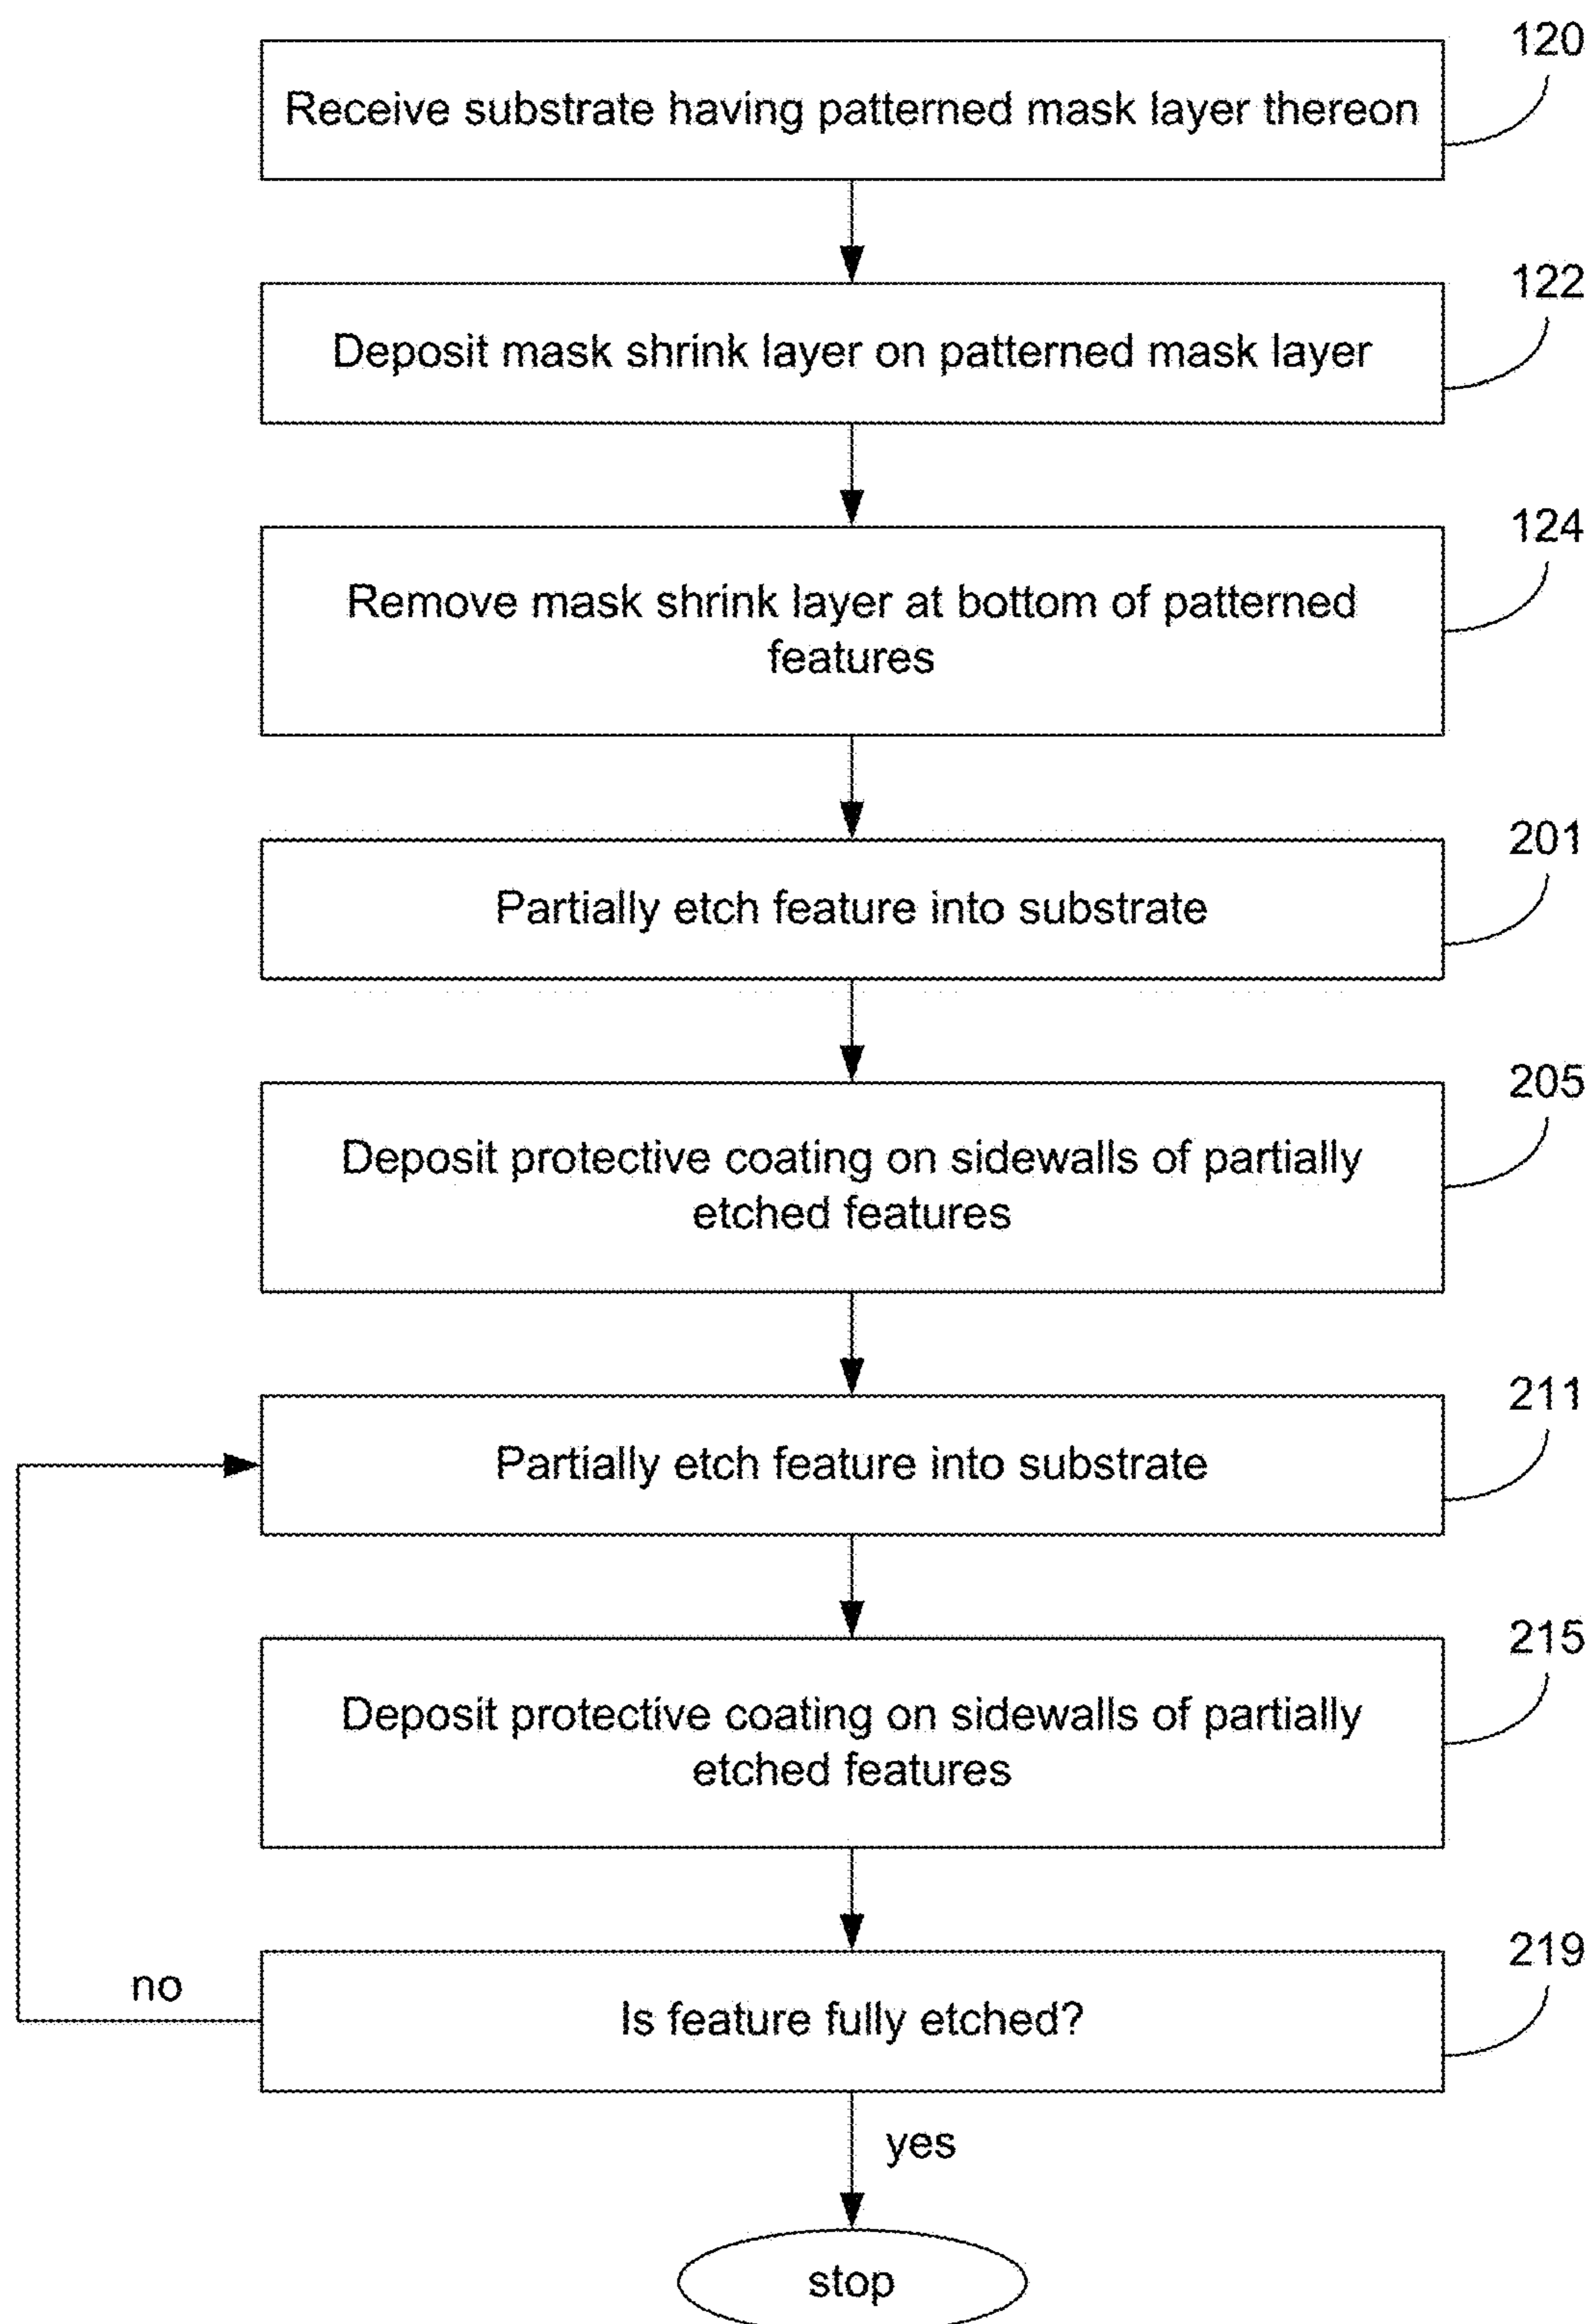 120
Receive substrate having patterned mask layer thereon
122
Deposit mask shrink layer on patterned mask layer
124
Remove mask shrink layer at bottom of patterned
features
201
Partially etch feature into substrate
205
Deposit protective coating on sidewalls of partially
etched features
211
Partially etch feature into substrate
215
Deposit protective coating on sidewalls of partially
etched features
219
no
Is feature fully etched?
yes
stop